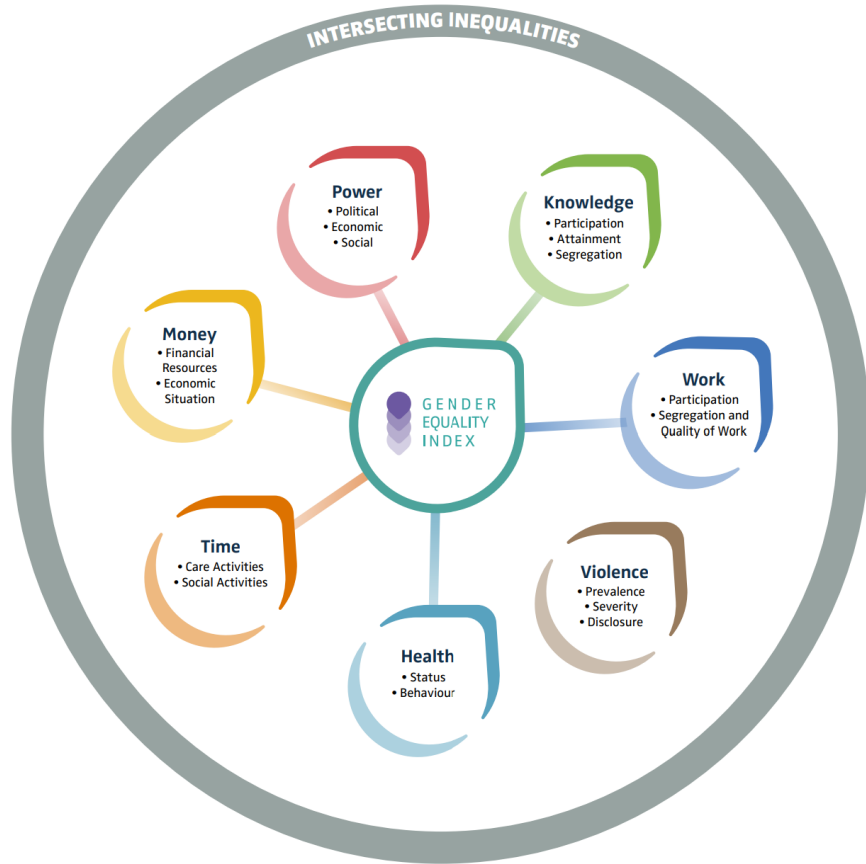 INTERSECTING INEQUALITIES
Power
• Political
• Economic
• Social
Knowledge
• Participation
• Attainment
• Segregation
Money
• Financial
Resources
• Economic
Situation
GENDER
EQUALITY
INDEX
Work
• Participation
• Segregation and
Quality of Work
Time
• Care Activities
• Social Activities
Violence
• Prevalence
• Severity
• Disclosure
Health
• Status
• Behaviour